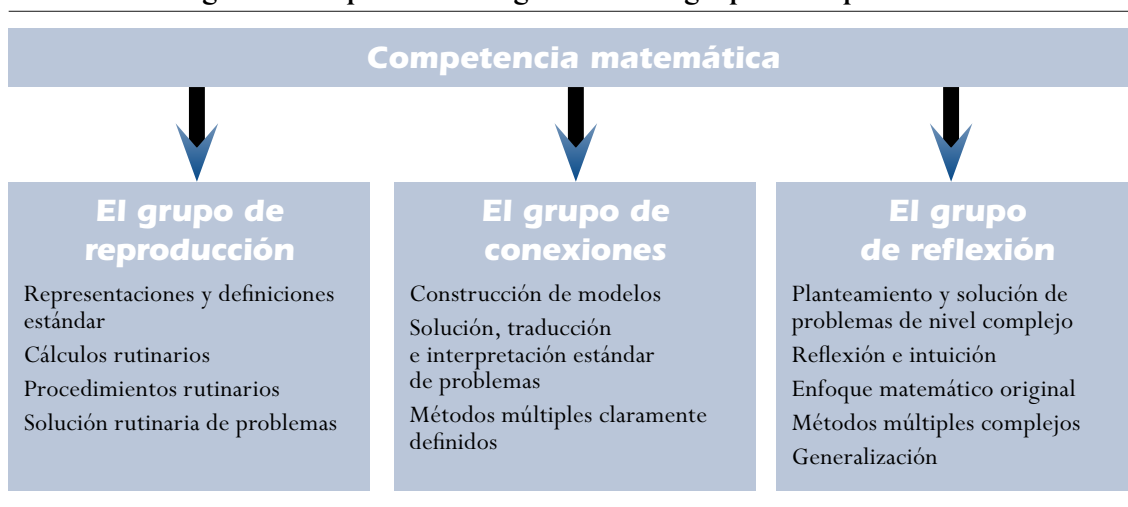 Competencia matemática
El grupo de
reproducción
Representaciones y definiciones
estándar
Cálculos rutinarios
Procedimientos rutinarios
Solución rutinaria de problemas
El grupo de
conexiones
Construcción de modelos
Solución, traducción
e interpretación estándar
de problemas
Métodos múltiples claramente
definidos
El grupo
de reflexión
Planteamiento y solución de
problemas de nivel complejo
Reflexión e intuición
Enfoque matemático original
Métodos múltiples complejos
Generalización